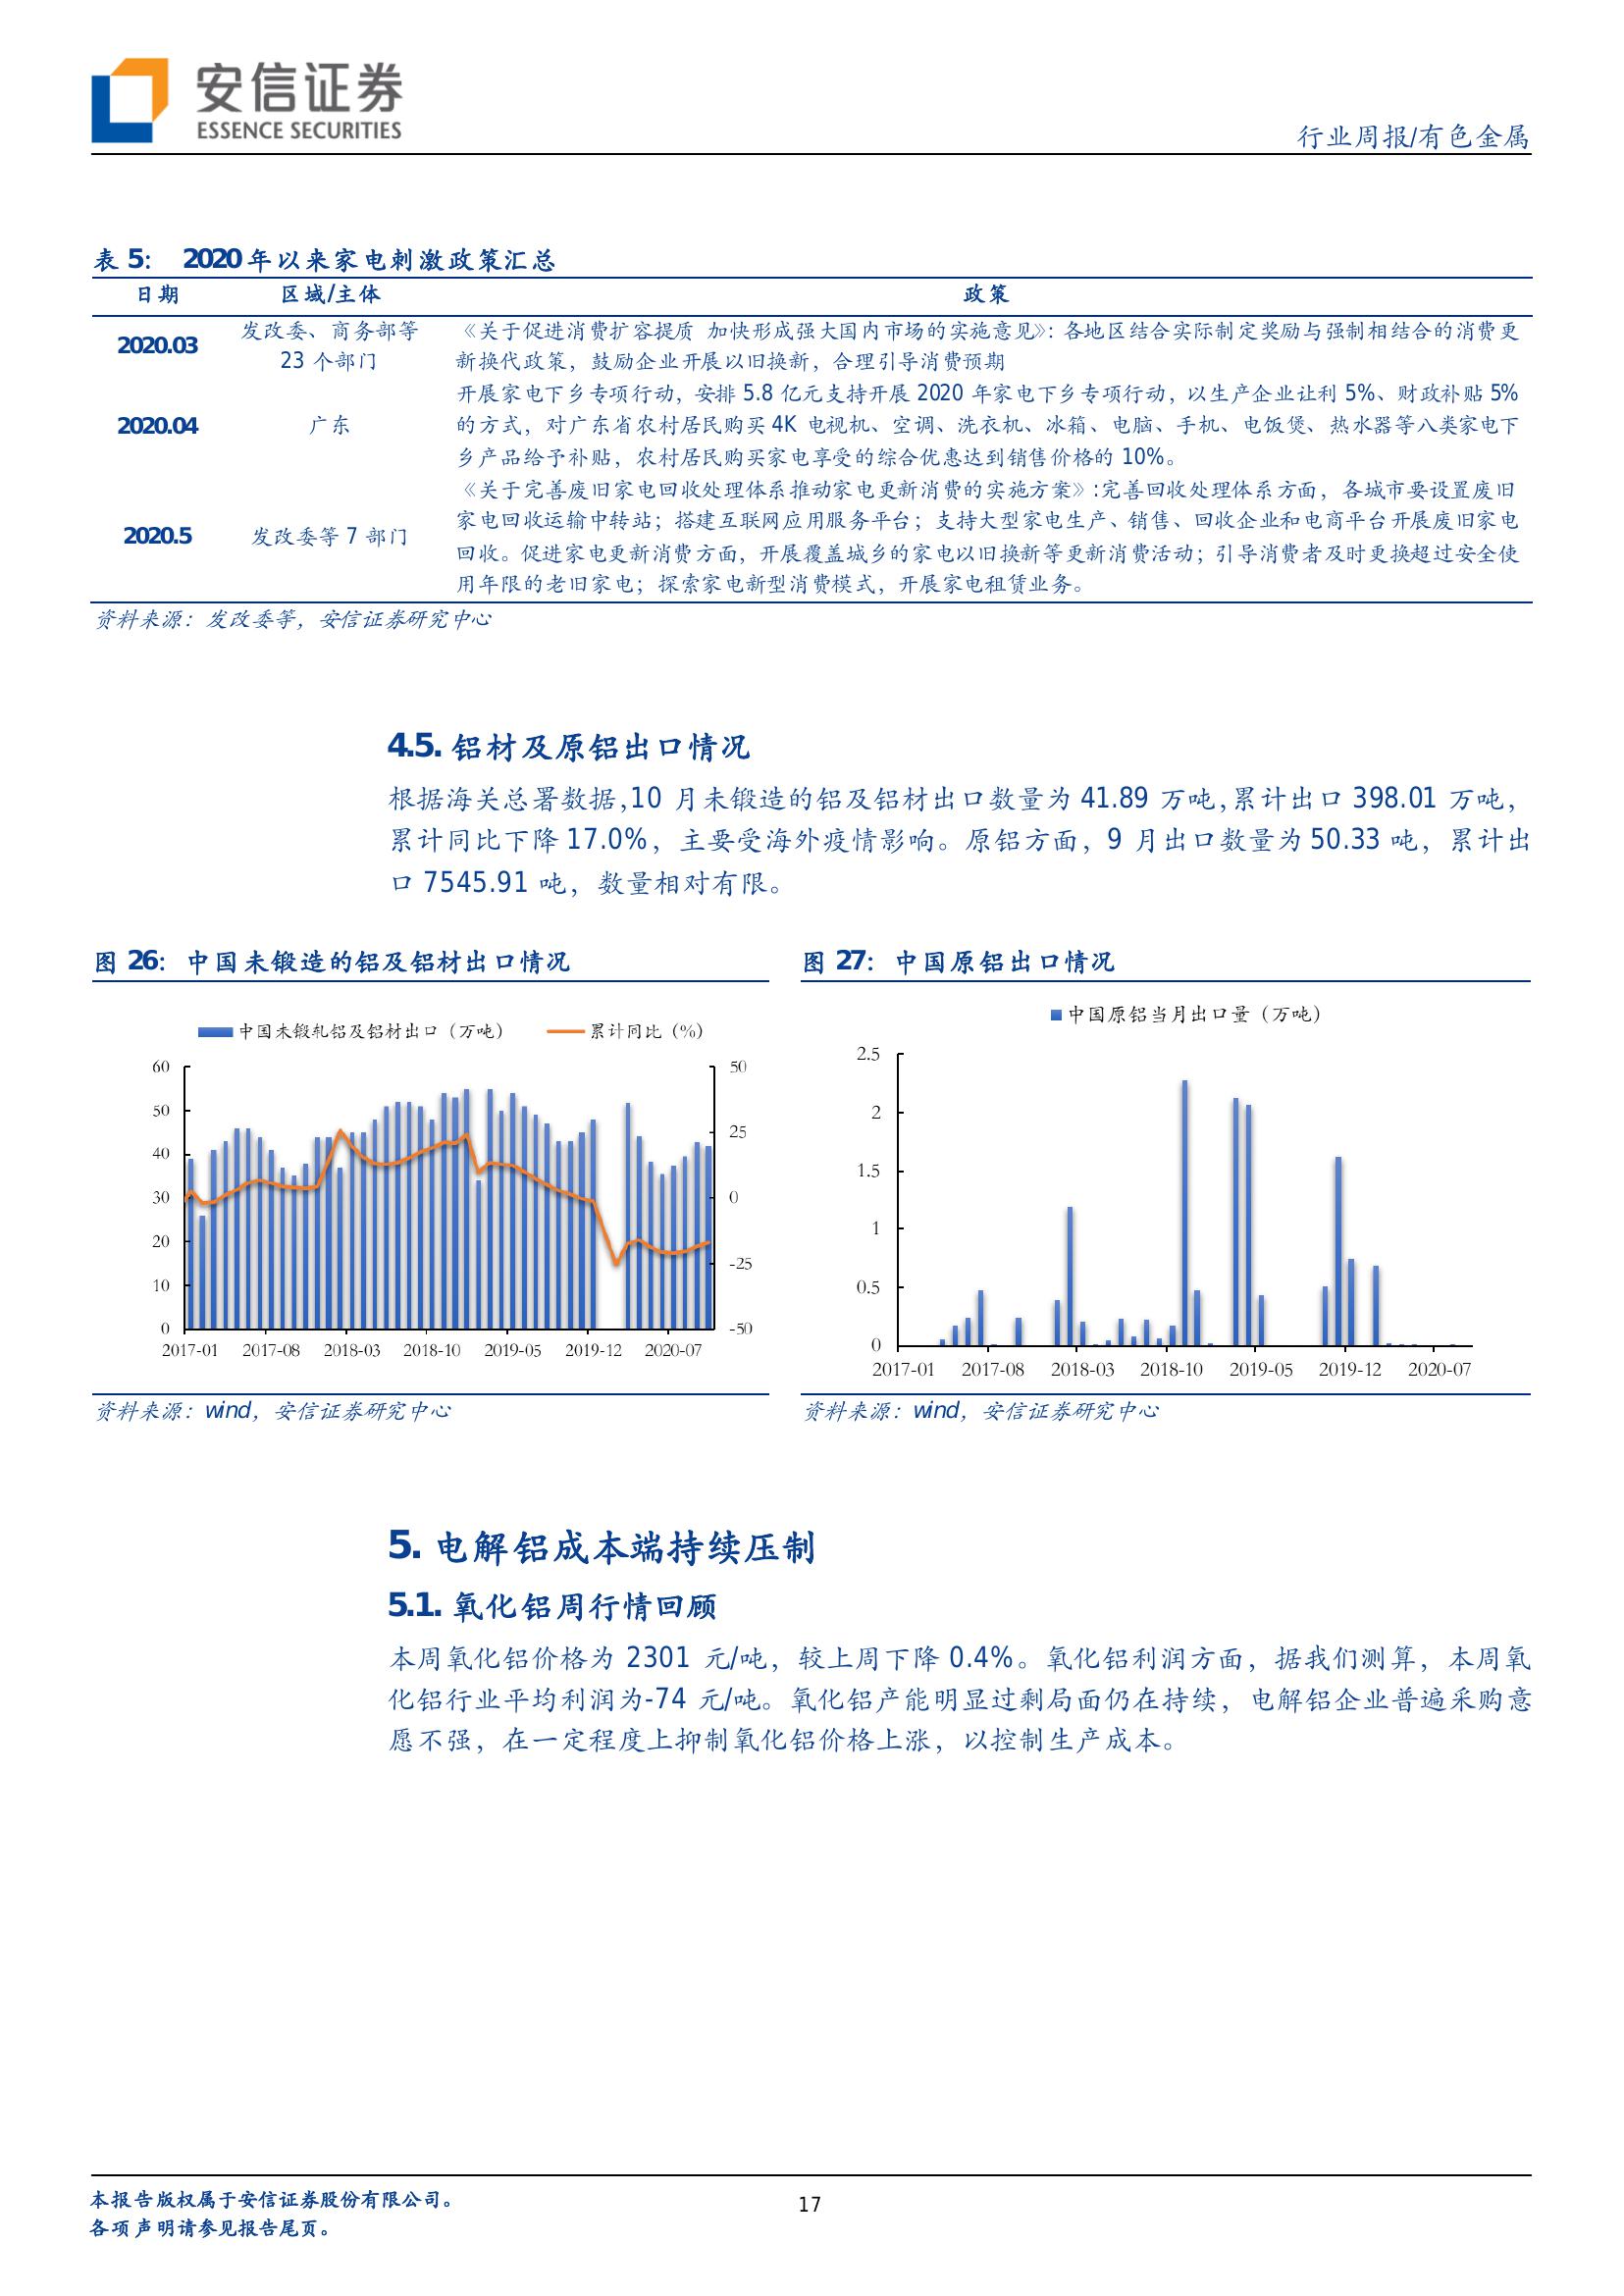 安信证券
ESSENCE SECURITIES
行业周报/有色金属
表 5: 2020 年以来家电刺激政策汇总
日期 区域/主体 政策
2020.03 发改委、商务部等 23 个部门
《关于促进消费扩容提质 加快形成强大国内市场的实施意见》: 各地区结合实际制定奖励与强制相结合的消费更
新换代政策，鼓励企业开展以旧换新，合理引导消费预期
2020.04 广东
开展家电下乡专项行动，安排 5.8 亿元支持开展 2020 年家电下乡专项行动，以生产企业让利 5%、财政补贴 5%
的方式，对广东省农村居民购买 4K 电视机、空调、洗衣机、冰箱、电脑、手机、电饭煲、热水器等八类家电下
乡产品给予补贴，农村居民购买家电享受的综合优惠达到销售价格的 10%。
2020.5 发改委等 7 部门
《关于完善废旧家电回收处理体系推动家电更新消费的实施方案》:完善回收处理体系方面，各城市要设置废旧
家电回收运输中转站；搭建互联网应用服务平台；支持大型家电生产、销售、回收企业和电商平台开展废旧家电
回收。促进家电更新消费方面，开展覆盖城乡的家电以旧换新等更新消费活动；引导消费者及时更换超过安全使
用年限的老旧家电；探索家电新型消费模式，开展家电租赁业务。
资料来源：发改委等，安信证券研究中心
4.5. 铝材及原铝出口情况
根据海关总署数据,10 月未锻造的铝及铝材出口数量为 41.89 万吨,累计出口 398.01 万吨，
累计同比下降 17.0%，主要受海外疫情影响。原铝方面，9 月出口数量为 50.33 吨，累计出
口 7545.91 吨，数量相对有限。
图 26: 中国未锻造的铝及铝材出口情况
中国未锻轧铝及铝材出口（万吨） 累计同比（%）
60 50
50 25
40 0
30 -25
20 -50
10
0
2017-01 2017-08 2018-03 2018-10 2019-05 2019-12 2020-07
资料来源：wind，安信证券研究中心
图 27: 中国原铝出口情况
中国原铝当月出口量（万吨）
2.5
2
1.5
1
0.5
0
2017-01 2017-08 2018-03 2018-10 2019-05 2019-12 2020-07
资料来源：wind，安信证券研究中心
5. 电解铝成本端持续压制
5.1. 氧化铝周行情回顾
本周氧化铝价格为 2301 元/吨，较上周下降 0.4%。氧化铝利润方面，据我们测算，本周氧
化铝行业平均利润为-74 元/吨。氧化铝产能明显过剩局面仍在持续，电解铝企业普遍采购意
愿不强，在一定程度上抑制氧化铝价格上涨，以控制生产成本。
本报告版权属于安信证券股份有限公司。
各项声明请参见报告尾页。
17